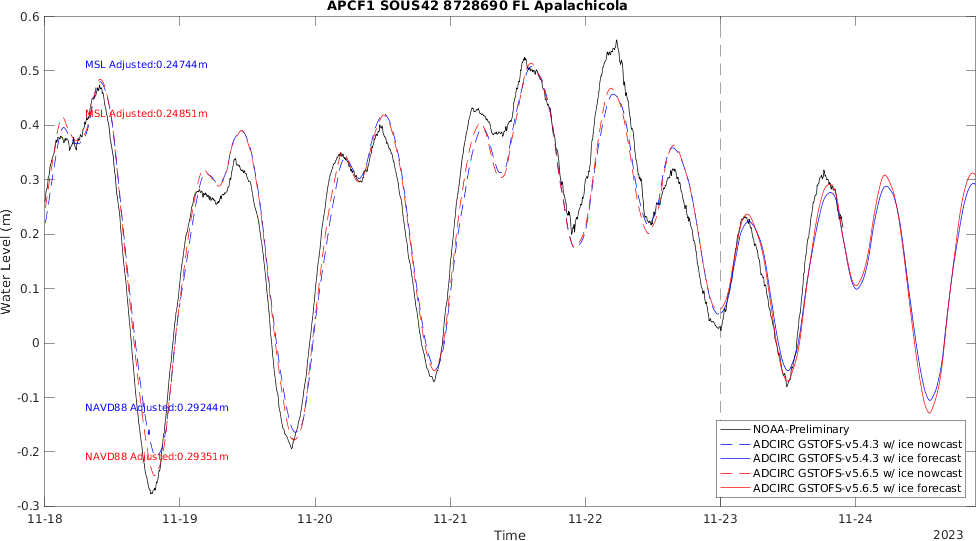 APCF1 SOUS42 8728690 FL Apalachicola
0.6
0.5
0.4
0.3
0.2
0.1
0
-0.1
-0.2
-0.3
Water Level (m)
MSL Adjusted:0.24744m
MSL Adjusted:0.24851m
NAVD88 Adjusted:0.29244m
NAVD88 Adjusted:0.29351m
NOAA-Preliminary
ADCIRC GSTOFS-v5.4.3 w/ ice nowcast
ADCIRC GSTOFS-v5.4.3 w/ ice forecast
ADCIRC GSTOFS-v5.6.5 w/ ice nowcast
ADCIRC GSTOFS-v5.6.5 w/ ice forecast
11-18 11-19 11-20 11-21 11-22 11-23 11-24
Time
2023